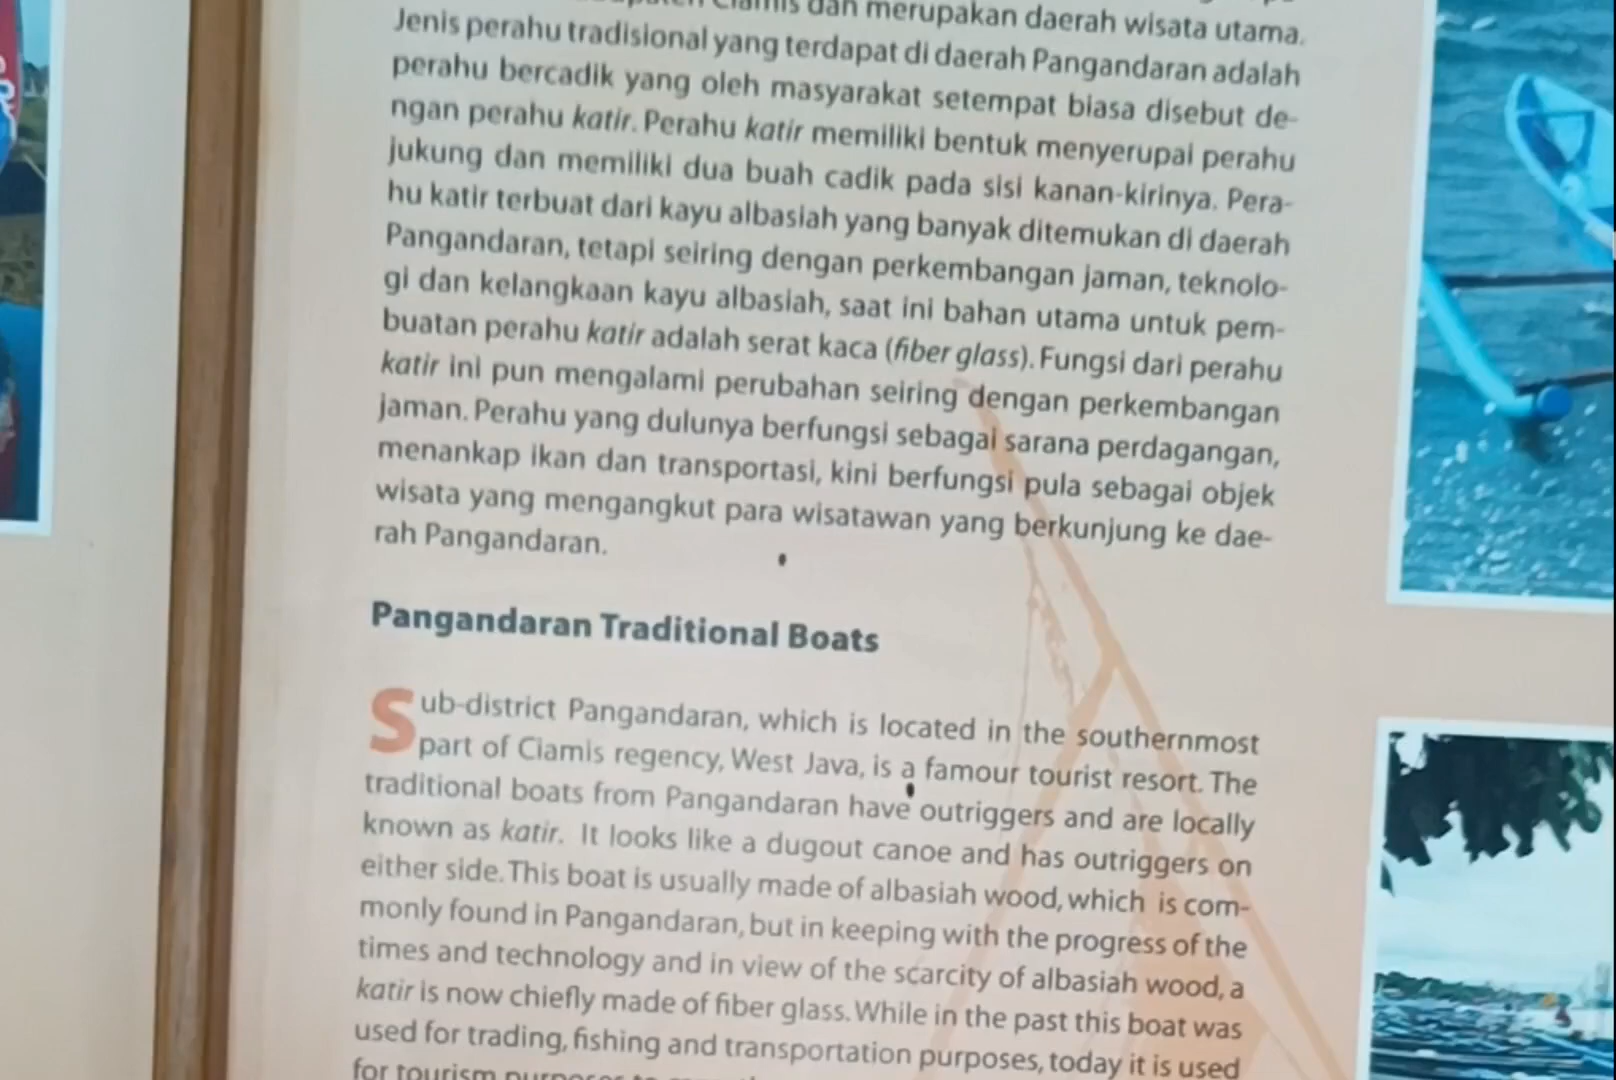 Ciamis dan merupakan daerah wisata utama.
Jenis perahu tradisional yang terdapat di daerah Pangandaran adalah
perahu bercadik yang oleh masyarakat setempat biasa disebut de-
ngan perahu katir. Perahu katir memiliki bentuk menyerupai perahu
jukung dan memiliki dua buah cadik pada sisi kanan-kirinya. Pera-
hu katir terbuat dari kayu albasiah yang banyak ditemukan di daerah
Pangandaran, tetapi seiring dengan perkembangan jaman, teknolo-
gi dan kelangkaan kayu albasiah, saat ini bahan utama untuk pem-
buatan perahu katir adalah serat kaca (fiber glass). Fungsi dari perahu
katir ini pun mengalami perubahan seiring dengan perkembangan
jaman. Perahu yang dulunya berfungsi sebagai sarana perdagangan,
menankap ikan dan transportasi, kini berfungsi pula sebagai objek
wisata yang mengangkut para wisatawan yang berkunjung ke dae-
rah Pangandaran.
Pangandaran Traditional Boats
Sub-district Pangandaran, which is located in the southernmost
part of Ciamis regency, West Java, is a famour tourist resort. The
traditional boats from Pangandaran have outriggers and are locally
known as katir. It looks like a dugout canoe and has outriggers on
either side. This boat is usually made of albasiah wood, which is com-
monly found in Pangandaran, but in keeping with the progress of the
times and technology and in view of the scarcity of albasiah wood, a
katir is now chiefly made of fiber glass. While in the past this boat was
used for trading, fishing and transportation purposes, today it is used
for tourism